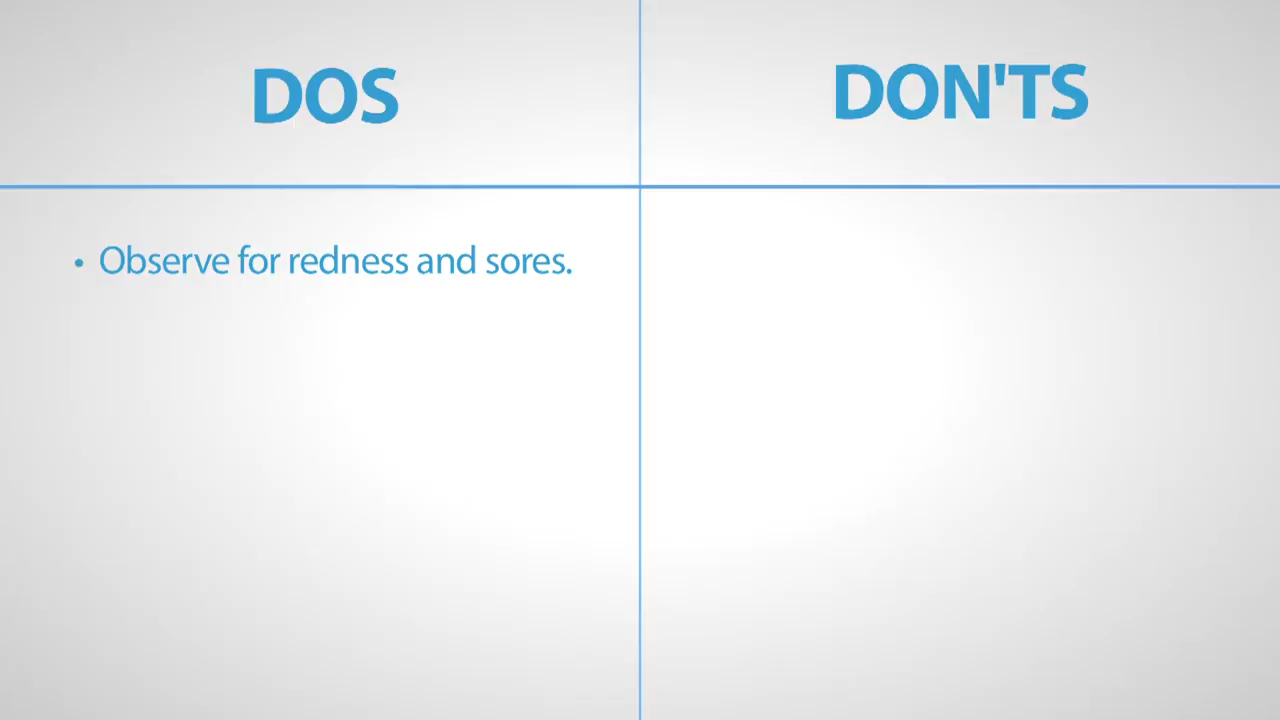 DOS
DON'TS
• Observe for redness and sores.